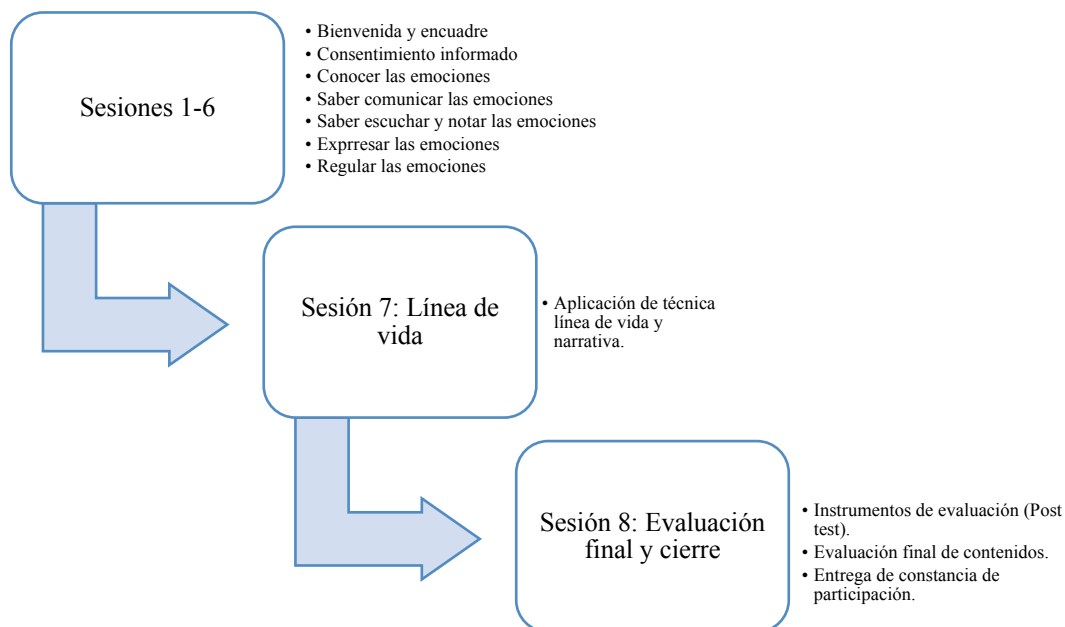 Sesiones 1-6
• Bienvenida y encuadre
• Consentimiento informado
• Conocer las emociones
• Saber comunicar las emociones
• Saber escuchar y notar las emociones
• Exprresar las emociones
• Regular las emociones
Sesión 7: Línea de
vida
• Aplicación de técnica
línea de vida y
narrativa.
Sesión 8: Evaluación
final y cierre
• Instrumentos de evaluación (Post
test).
• Evaluación final de contenidos.
• Entrega de constancia de
participación.